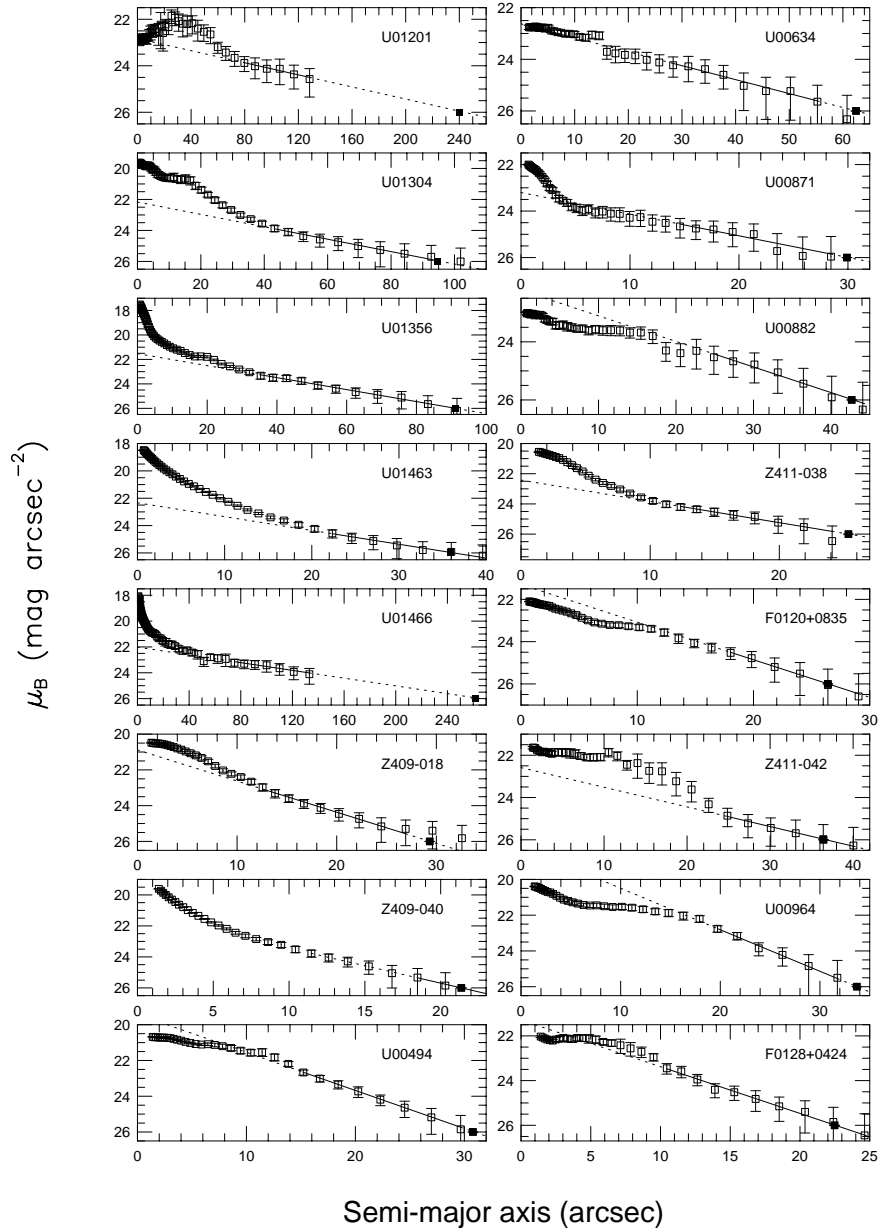 μB (mag arcsec−2)
22
U01201
24
26
0 40 80 120 160 200 240
22
U00634
24
26
0 10 20 30 40 50 60
20
U01304
22
24
26
0 20 40 60 80 100
22
U00871
24
26
0 10 20 30
18
U01356
20
22
24
26
0 20 40 60 80 100
U00882
24
26
0 10 20 30 40
18
U01463
20
22
24
26
0 10 20 30 40
20
Z411-038
22
24
26
0 10 20
18
U01466
20
22
24
26
0 40 80 120 160 200 240
22
F0120+0835
24
26
0 5 10 15 20 25 30
20
Z409-018
22
24
26
0 10 20 30
20
Z411-042
22
24
26
0 10 20 30 40
20
Z409-040
22
24
26
0 5 10 15 20
20
U00964
22
24
26
0 10 20 30
20
U00494
22
24
26
0 10 20 30
22
F0128+0424
24
26
0 5 10 15 20 25
Semi-major axis (arcsec)